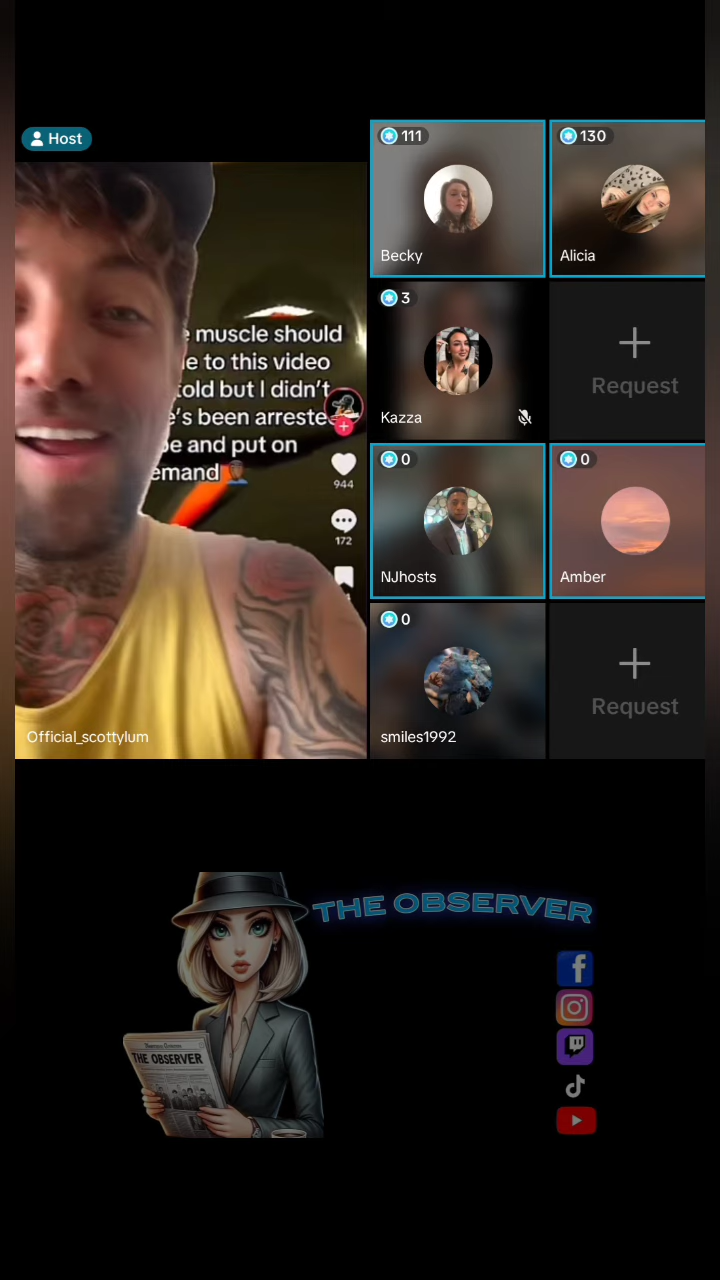 Host
111
130
Becky
Alicia
muscle should
to this video
told but I didn't
's been arreste
and put on
3
Kazza
Request
944
172
0
0
NJhosts
Amber
0
Request
Official_scottylum
smiles1992
THE OBSERVER
THE OBSERVER